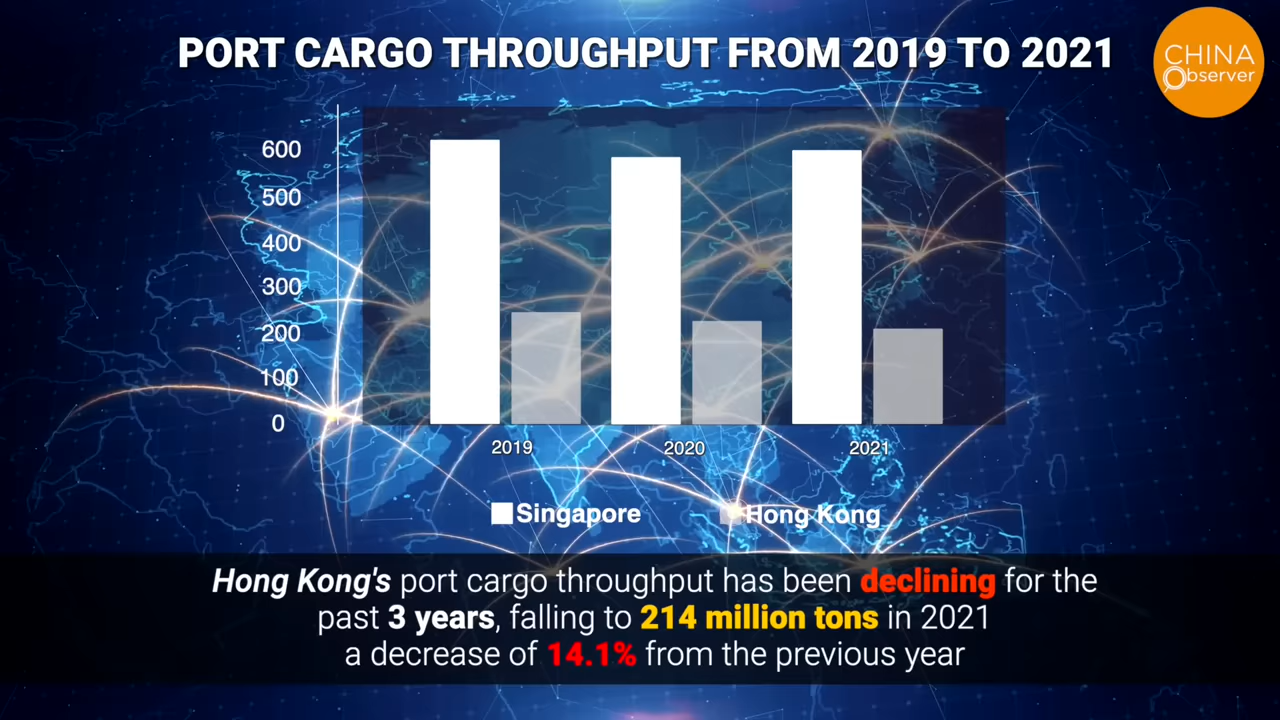 PORT CARGO THROUGHPUT FROM 2019 TO 2021
CHINA
Observer
600
500
400
300
200
100
0
2019
2020
2021
Singapore
Hong Kong
Hong Kong's port cargo throughput has been declining for the
past 3 years, falling to 214 million tons in 2021
a decrease of 14.1% from the previous year